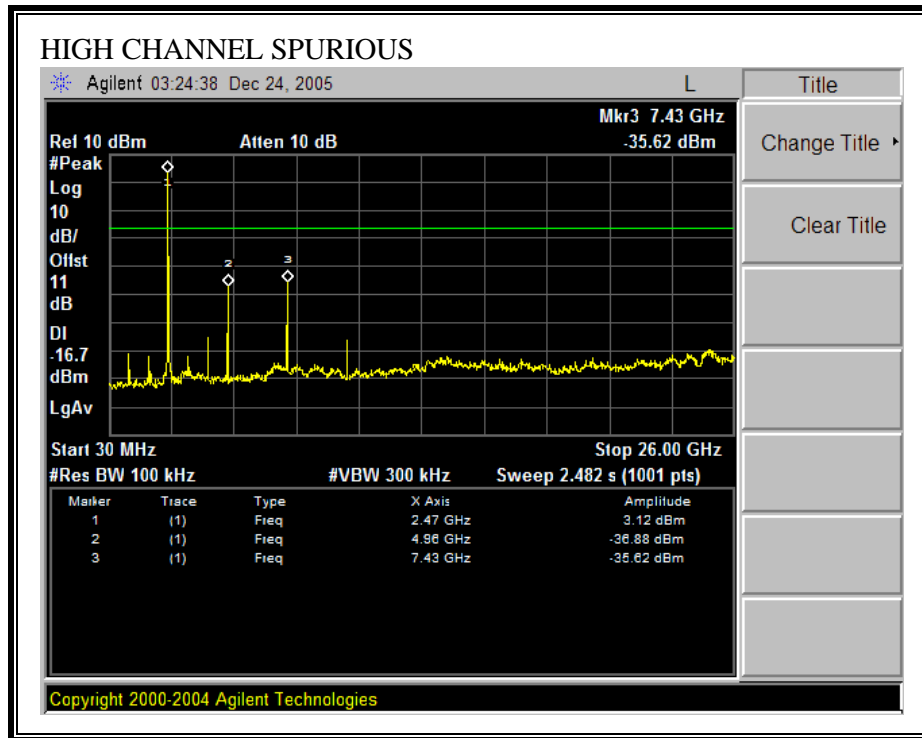 HIGH CHANNEL SPURIOUS
Agilent 03:24:38 Dec 24, 2005 L
Title
Mkr3 7.43 GHz
Ref 10 dBm Atten 10 dB -35.62 dBm
Change Title
#Peak
Log
10
dB/
Offst
11
dB
DI
-16.7
dBm
LgAv
1
2
3
Clear Title
Start 30 MHz Stop 26.00 GHz
#Res BW 100 kHz #VBW 300 kHz Sweep 2.482 s (1001 pts)
Marker Trace Type X Axis Amplitude
1 (1) Freq 2.47 GHz 3.12 dBm
2 (1) Freq 4.96 GHz -36.88 dBm
3 (1) Freq 7.43 GHz -35.62 dBm
Copyright 2000-2004 Agilent Technologies